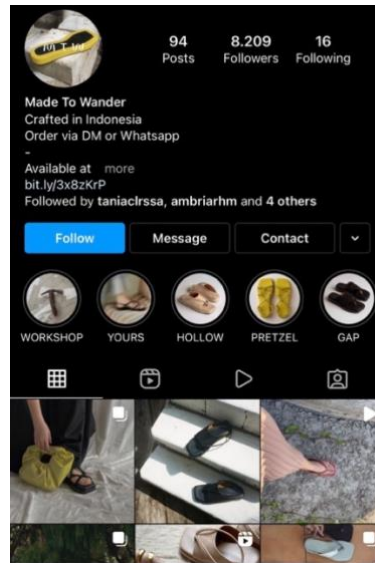 MTW
94 8.209 16
Posts Followers Following
Made To Wander
Crafted in Indonesia
Order via DM or Whatsapp
-
Available at more
bit.ly/3x8zKrP
Followed by taniaclrssa, ambriarhm and 4 others
Follow Message Contact
WORKSHOP YOURS HOLLOW PRETZEL GAP